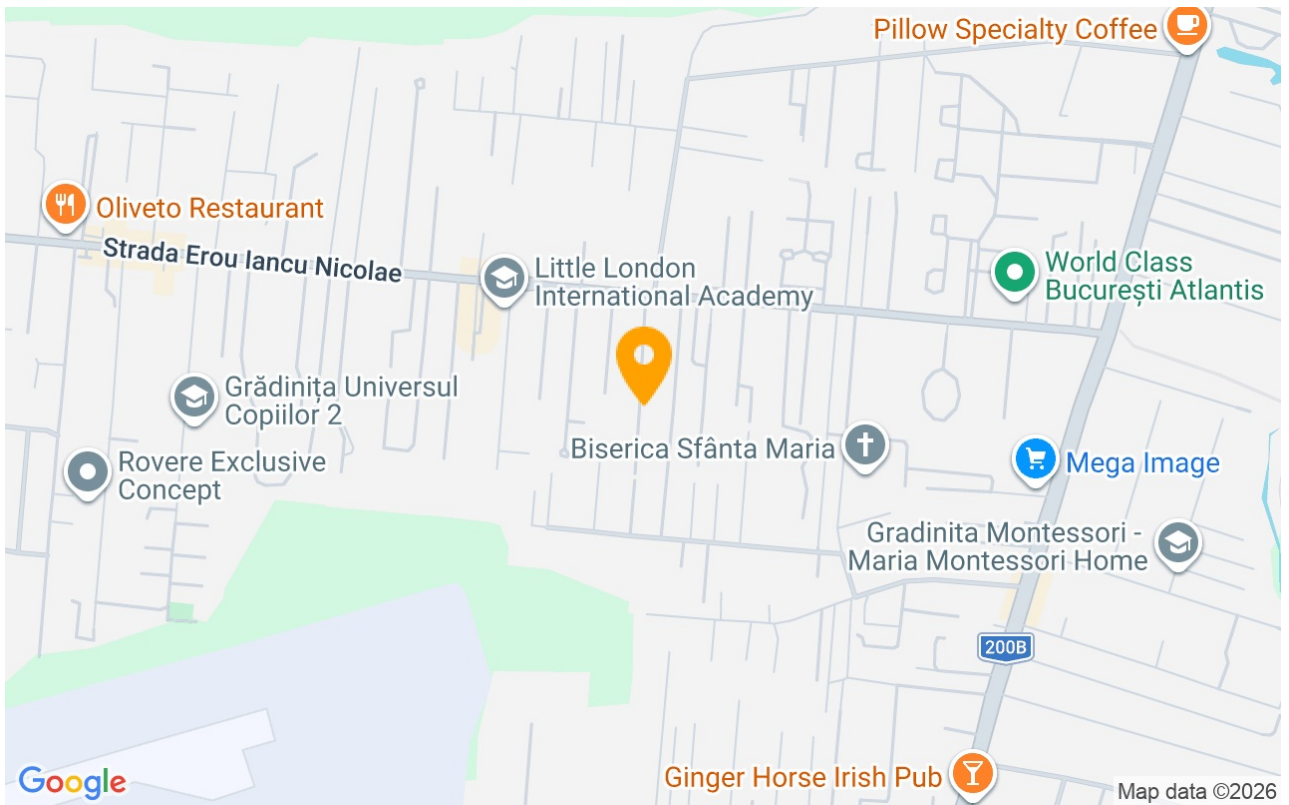 Pillow Specialty Coffee
Oliveto Restaurant
Strada Erou Iancu Nicolae
Little London
International Academy
World Class
București Atlantis
Grădinița Universul
Copiilor 2
Biserica Sfânta Maria
Rovere Exclusive
Concept
Mega Image
Gradinita Montessori -
Maria Montessori Home
200B
Ginger Horse Irish Pub
Google
Map data ©2026